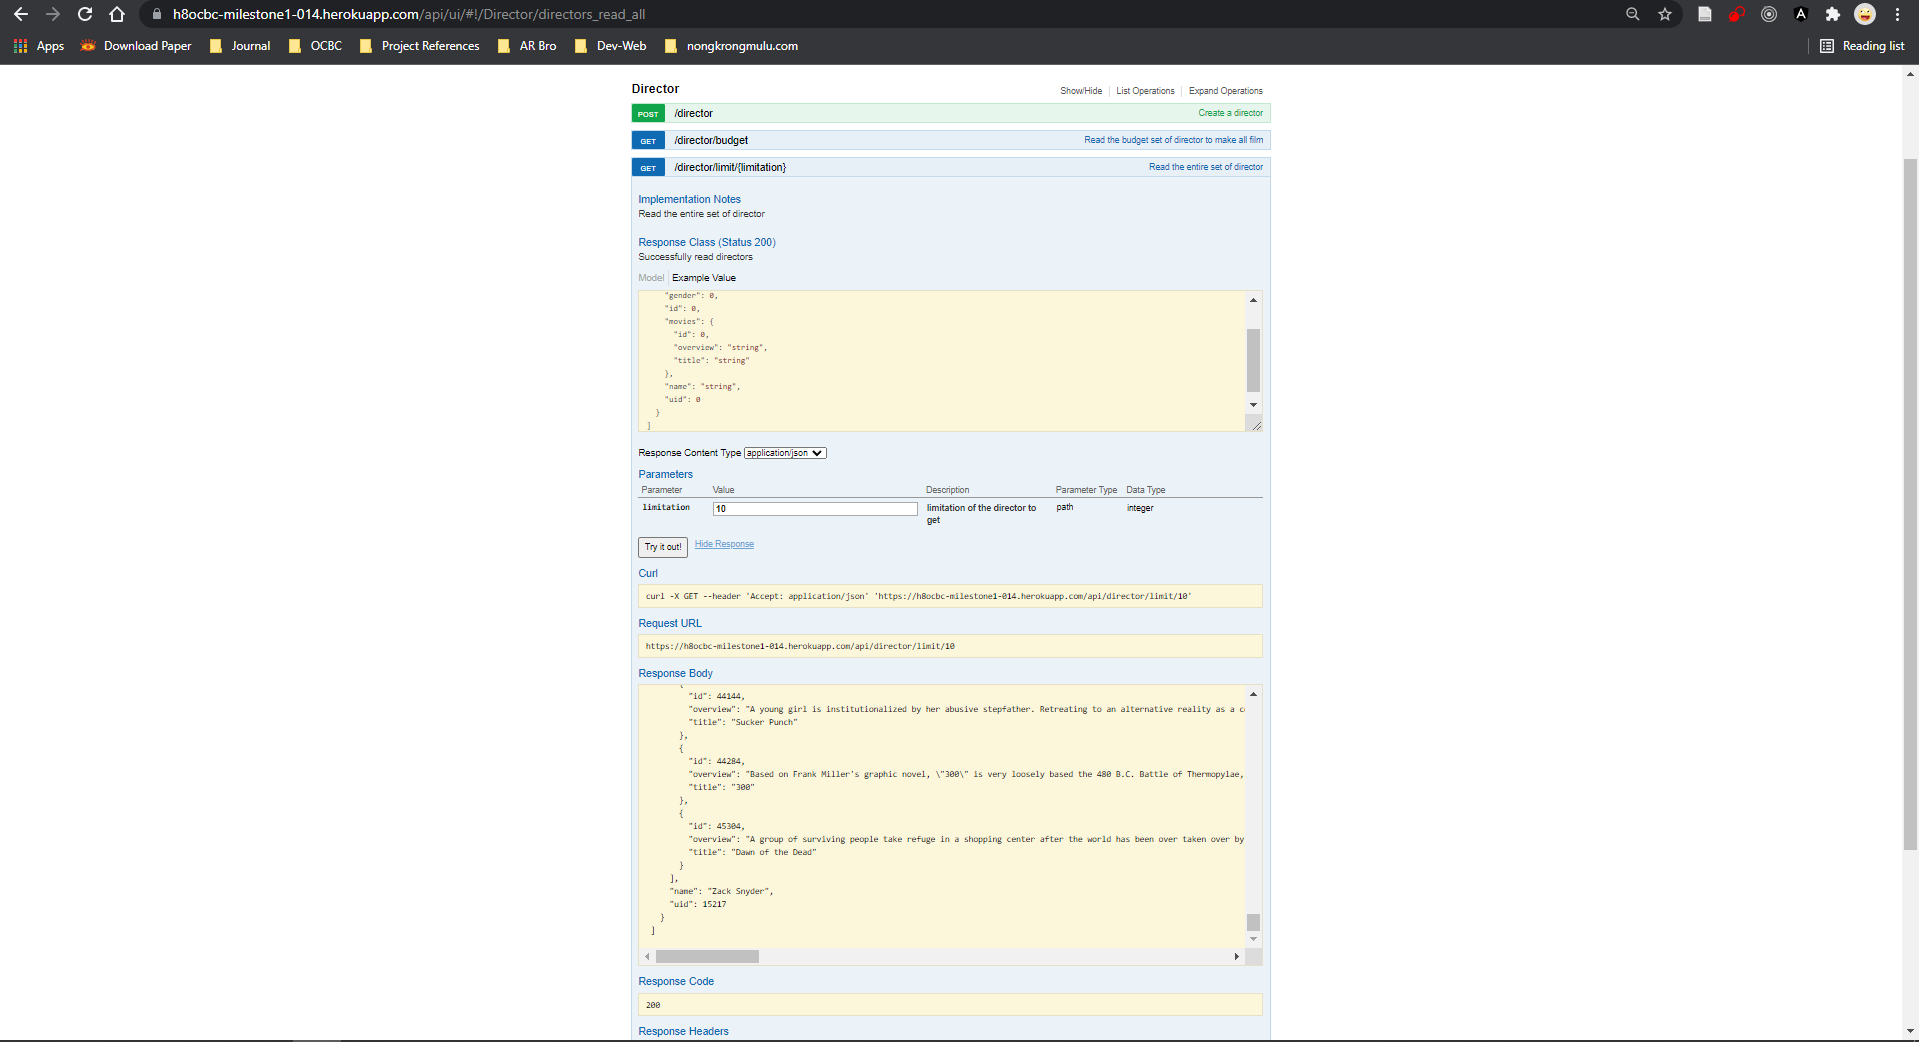 h8ocbc-milestone1-014.herokuapp.com/api/ui/#!/Director/directors_read_all
Apps Download Paper Journal OCBC Project References AR Bro Dev-Web nongkrongmulu.com Reading list
Director Show/Hide List Operations Expand Operations
POST /director Create a director
GET /director/budget Read the budget set of director to make all film
GET /director/limit/{limitation} Read the entire set of director
Implementation Notes
Read the entire set of director
Response Class (Status 200)
Successfully read directors
Model Example Value
"gender": 0,
"id": 0,
"movies": {
"id": 0,
"overview": "string",
"title": "string"
},
"name": "string",
"uid": 0
}
]
Response Content Type application/json
Parameters
Parameter Value Description Parameter Type Data Type
limitation 10 limitation of the director to path integer
get
Try it out! Hide Response
Curl
curl -X GET --header 'Accept: application/json' 'https://h8ocbc-milestone1-014.herokuapp.com/api/director/limit/10'
Request URL
https://h8ocbc-milestone1-014.herokuapp.com/api/director/limit/10
Response Body
{
"id": 44144,
"overview": "A young girl is institutionalized by her abusive stepfather. Retreating to an alternative reality as a c
"title": "Sucker Punch"
},
{
"id": 44284,
"overview": "Based on Frank Miller's graphic novel, \"300\" is very loosely based the 480 B.C. Battle of Thermopylae,
"title": "300"
},
{
"id": 45304,
"overview": "A group of surviving people take refuge in a shopping center after the world has been over taken over by
"title": "Dawn of the Dead"
}
],
"name": "Zack Snyder",
"uid": 15217
}
]
Response Code
200
Response Headers